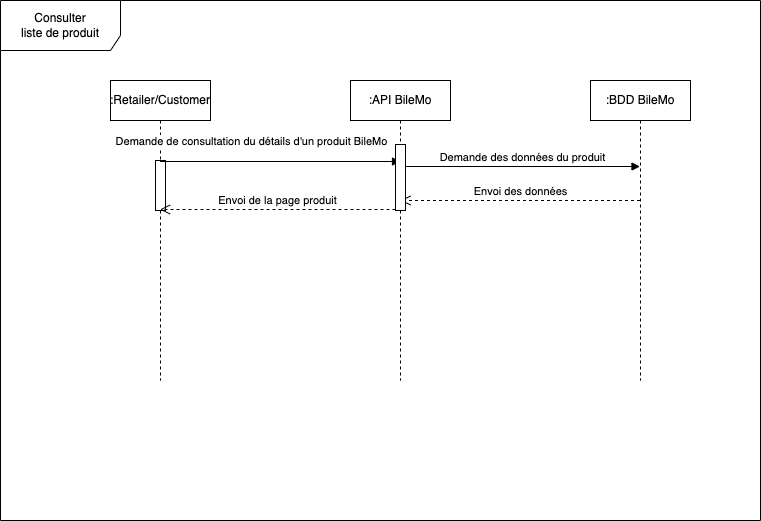 Consulter
liste de produit
:Retailer/Customer
:API BileMo
:BDD BileMo
Demande de consultation du détails d'un produit BileMo
Demande des données du produit
Envoi des données
Envoi de la page produit